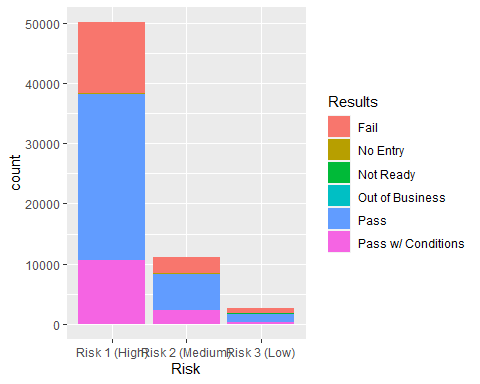 50000
40000
30000
20000
10000
0
count
Risk 1 (High)
Risk 2 (Medium)
Risk 3 (Low)
Risk
Results
Fail
No Entry
Not Ready
Out of Business
Pass
Pass w/ Conditions